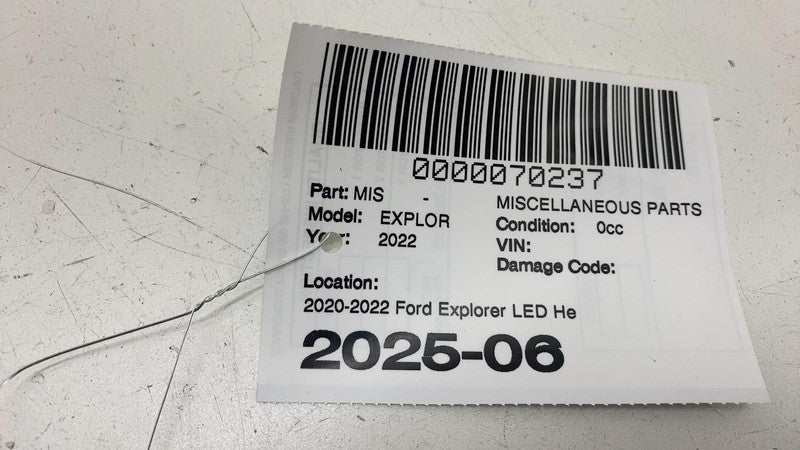 0000070237
Part: MIS - MISCELLANEOUS PARTS
Model: EXPLOR Condition: 0cc
Year: 2022 VIN:
Damage Code:
Location:
2020-2022 Ford Explorer LED He
2025-06